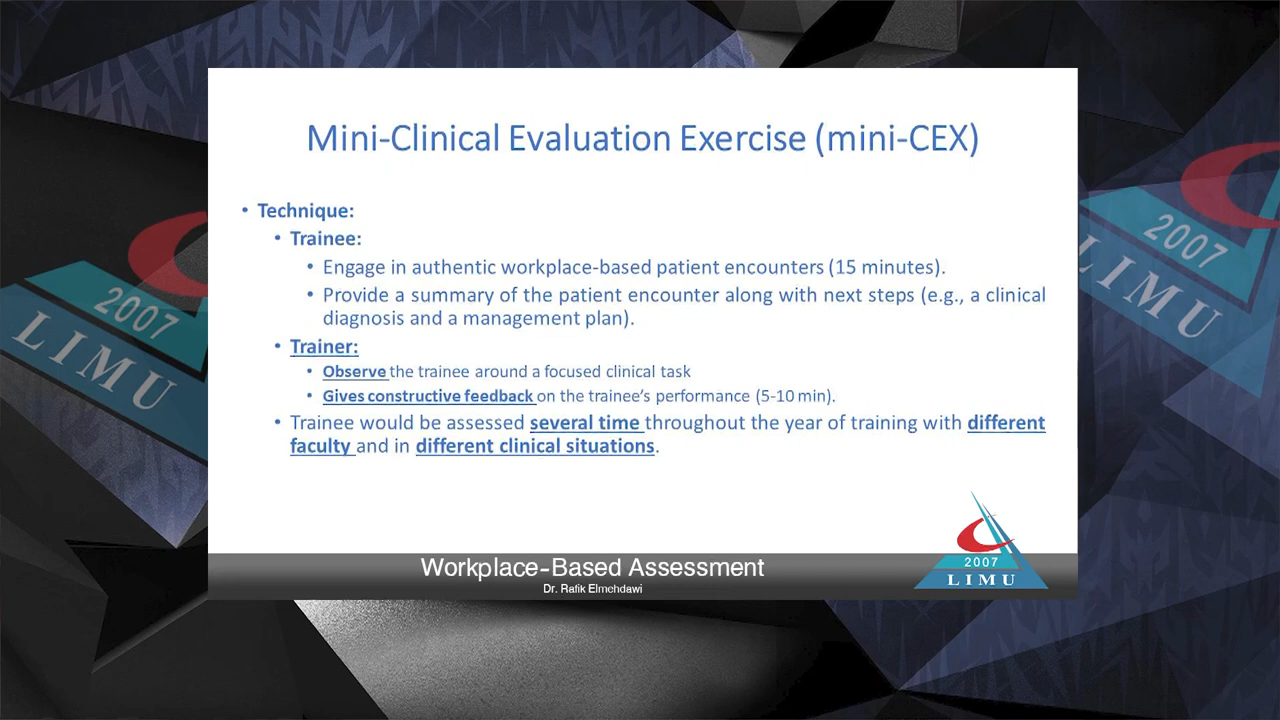 Mini-Clinical Evaluation Exercise (mini-CEX)
• Technique:
• Trainee:
• Engage in authentic workplace-based patient encounters (15 minutes).
• Provide a summary of the patient encounter along with next steps (e.g., a clinical
diagnosis and a management plan).
• Trainer:
• Observe the trainee around a focused clinical task
• Gives constructive feedback on the trainee’s performance (5-10 min).
• Trainee would be assessed several time throughout the year of training with different
faculty and in different clinical situations.
Workplace-Based Assessment
Dr. Rafik Elmehdawi
2007
LIMU
2007
LIMU
2007
LIMU